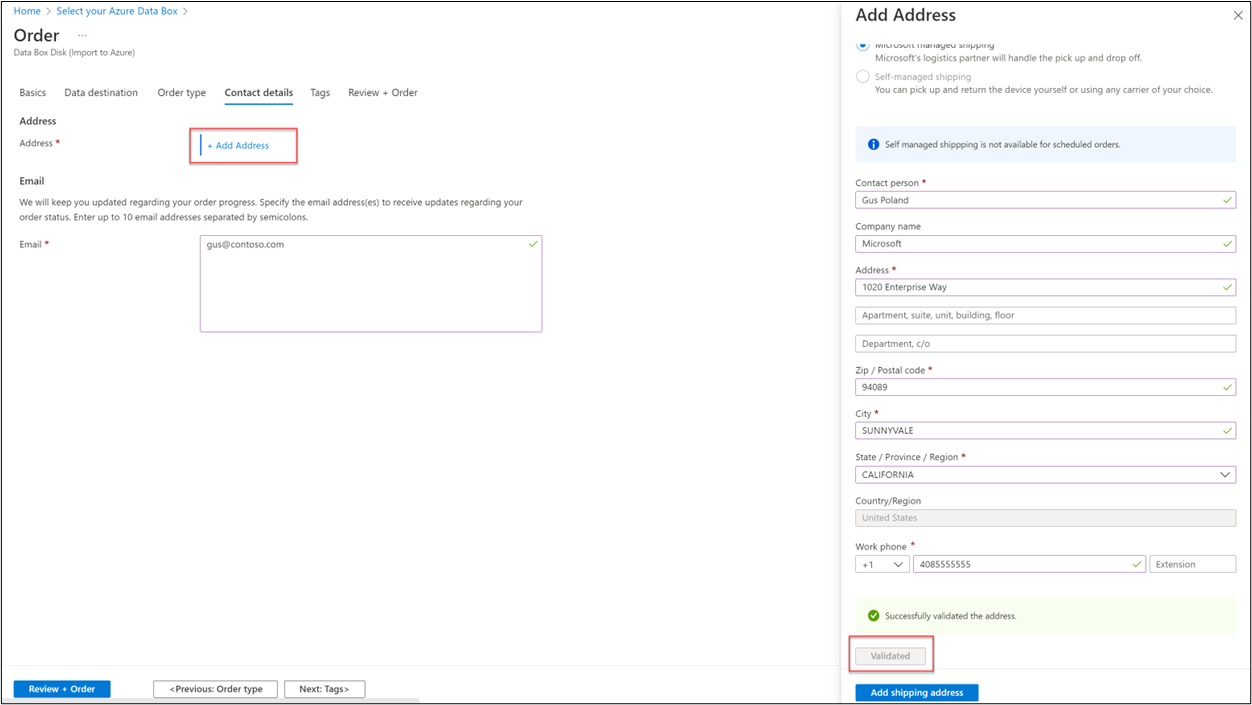 Home > Select your Azure Data Box >
Order ...
Data Box Disk (Import to Azure)
Basics Data destination Order type Contact details Tags Review + Order
Address
Address *
+ Add Address
Email
We will keep you updated regarding your order progress. Specify the email address(es) to receive updates regarding your
order status. Enter up to 10 email addresses separated by semicolons.
Email *
gus@contoso.com
Review + Order
<Previous: Order type
Next: Tags>
Add Address
Microsoft managed shipping
Microsoft's logistics partner will handle the pick up and drop off.
Self-managed shipping
You can pick up and return the device yourself or using any carrier of your choice.
Self managed shippping is not available for scheduled orders.
Contact person *
Gus Poland
Company name
Microsoft
Address *
1020 Enterprise Way
Apartment, suite, unit, building, floor
Department, c/o
Zip / Postal code *
94089
City *
SUNNYVALE
State / Province / Region *
CALIFORNIA
Country/Region
United States
Work phone *
+1
4085555555
Extension
Successfully validated the address.
Validated
Add shipping address